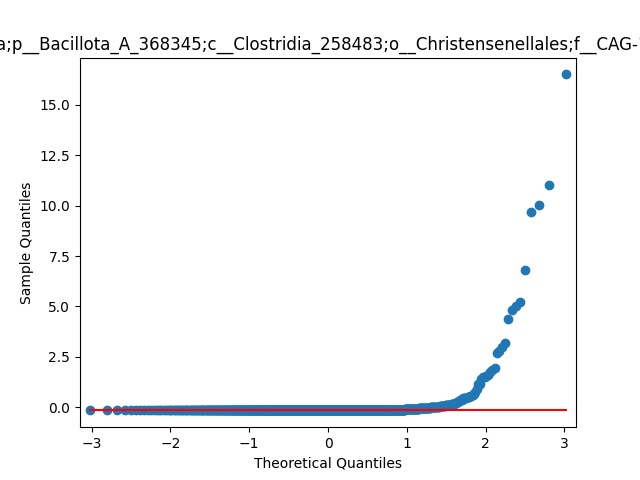 a;p__Bacillota_A_368345;c__Clostridia_258483;o__Christensenellales;f__CAG-
15.0
12.5
10.0
7.5
5.0
2.5
0.0
Sample Quantiles
−3 −2 −1 0 1 2 3
Theoretical Quantiles